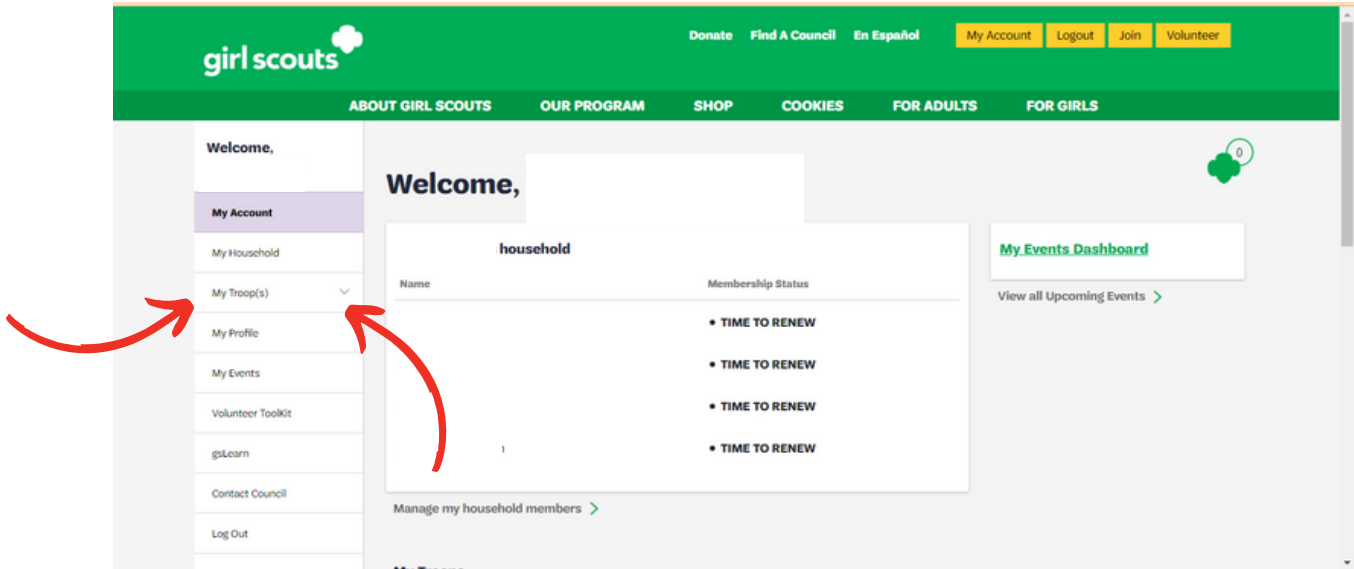 girl scouts
Donate Find A Council En Español My Account Logout Join Volunteer
ABOUT GIRL SCOUTS OUR PROGRAM SHOP COOKIES FOR ADULTS FOR GIRLS
Welcome,
My Account
My Household
My Troop(s)
My Profile
My Events
Volunteer ToolKit
gsLearn
Contact Council
Log Out
0
Welcome,
household
Name Membership Status
• TIME TO RENEW
• TIME TO RENEW
• TIME TO RENEW
• TIME TO RENEW
Manage my household members
My Events Dashboard
View all Upcoming Events
My Troops